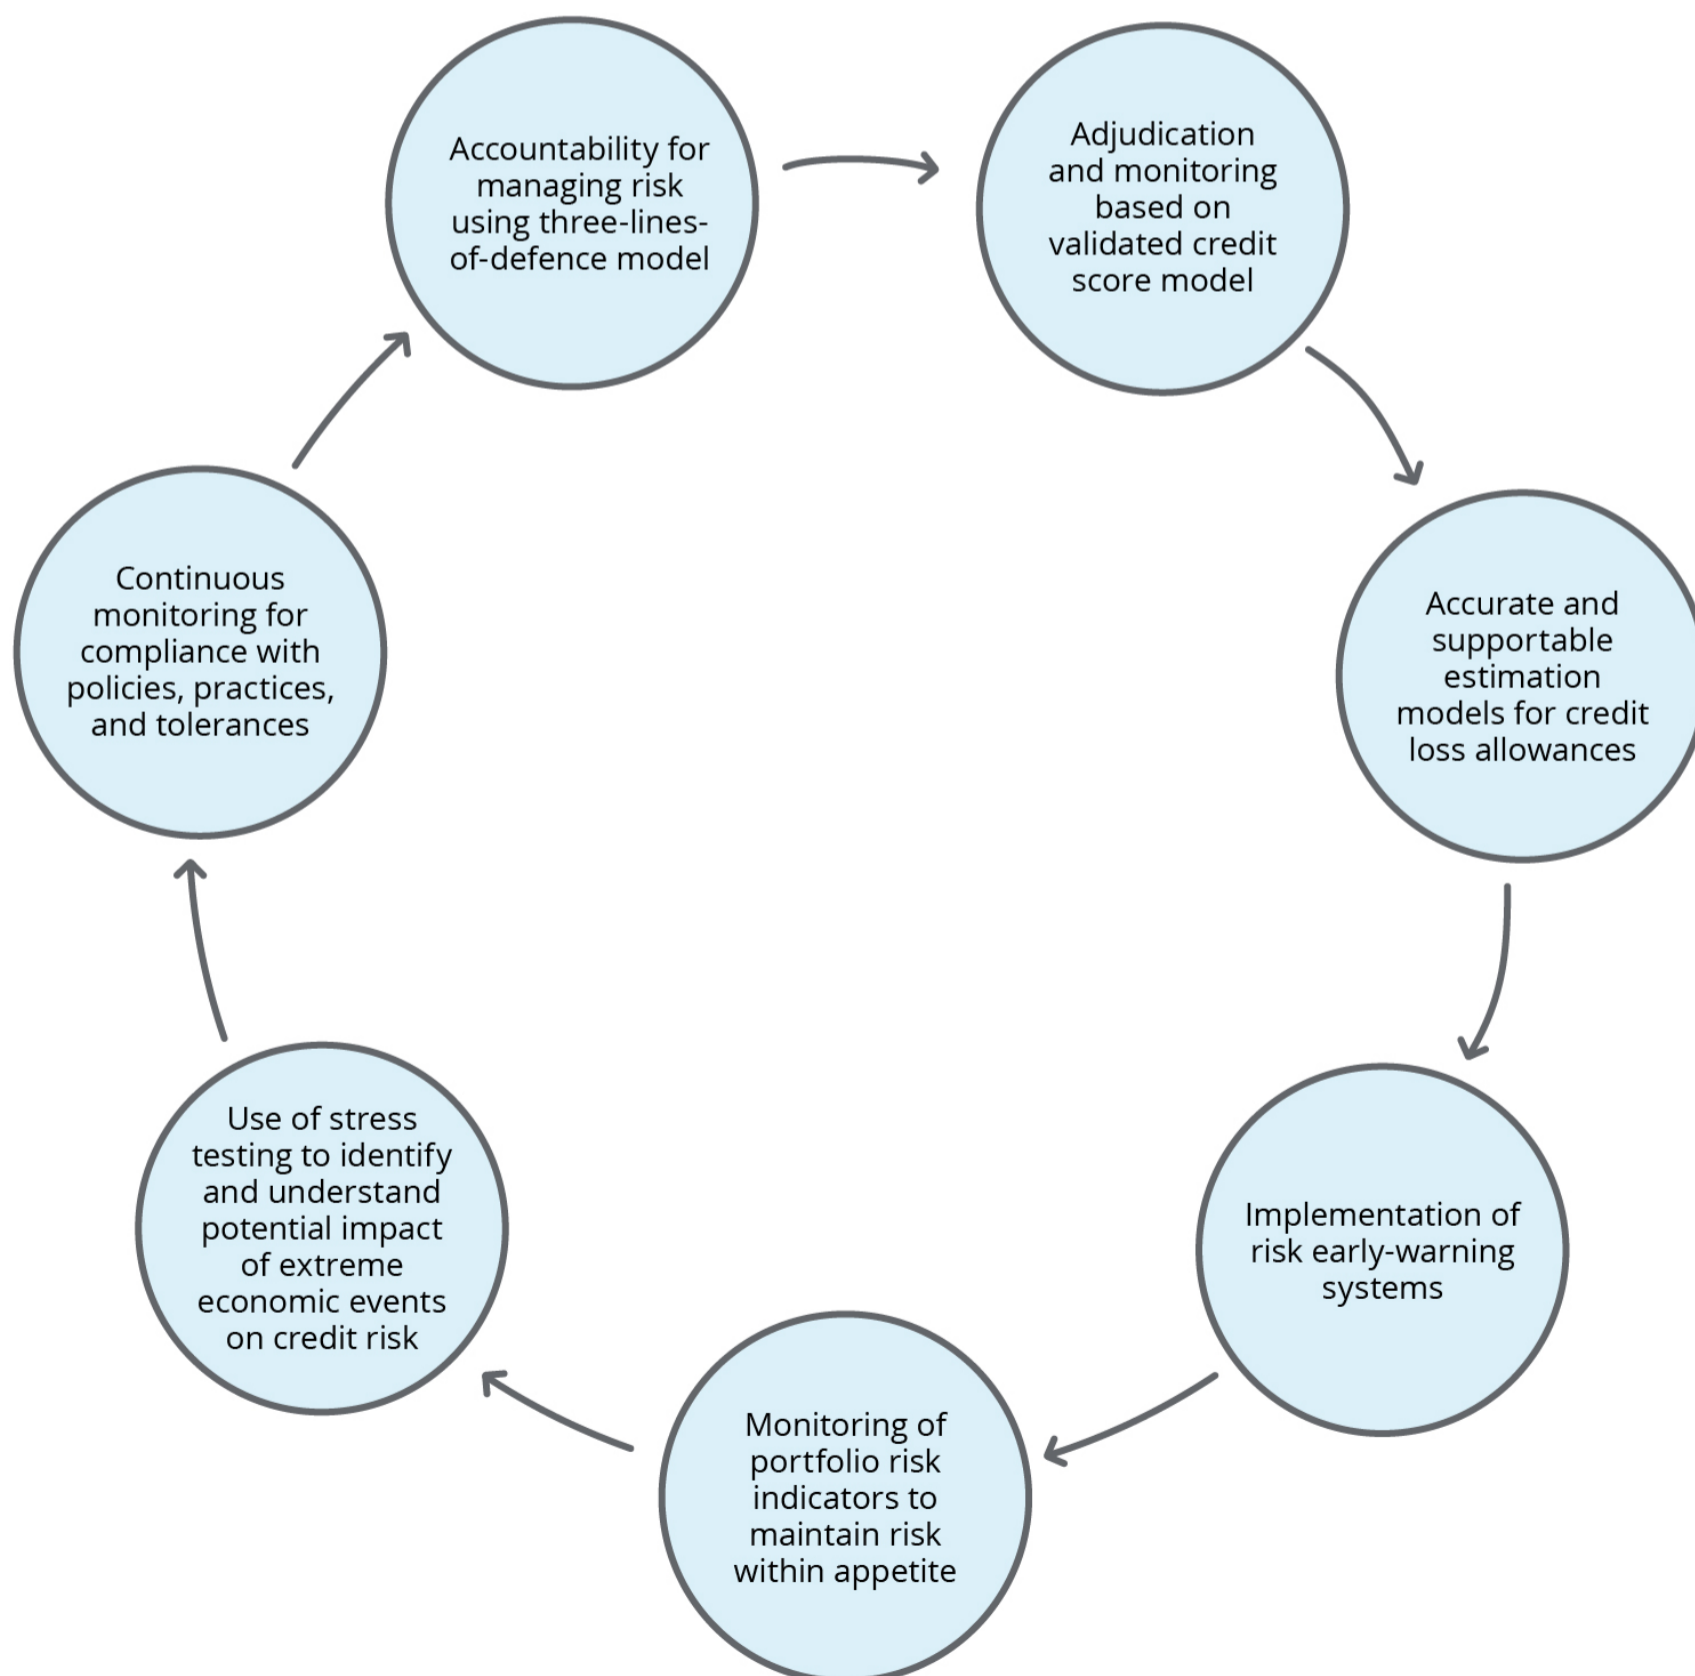 Accountability for
managing risk
using three-lines-
of-defence model
Adjudication
and monitoring
based on
validated credit
score model
Accurate and
supportable
estimation
models for credit
loss allowances
Implementation of
risk early-warning
systems
Monitoring of
portfolio risk
indicators to
maintain risk
within appetite
Use of stress
testing to identify
and understand
potential impact
of extreme
economic events
on credit risk
Continuous
monitoring for
compliance with
policies, practices,
and tolerances